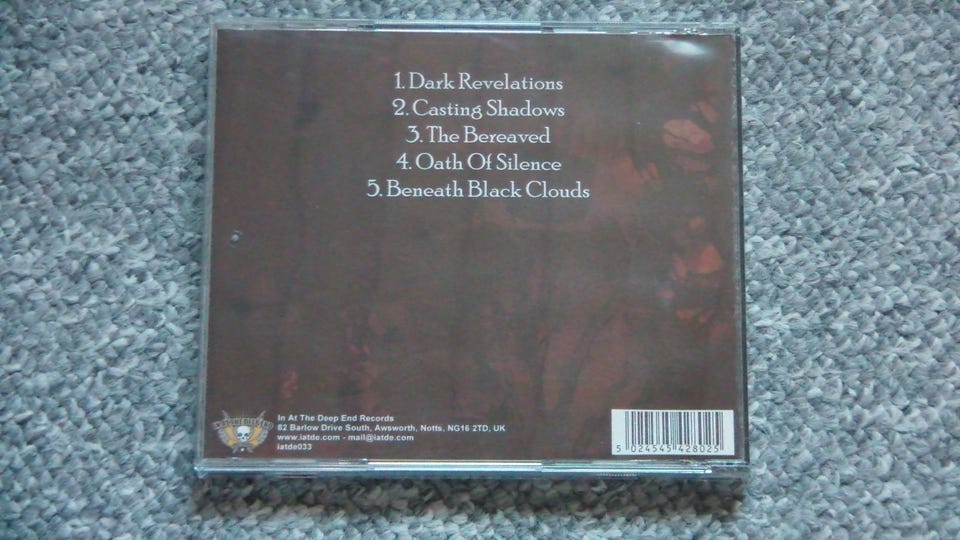 1. Dark Revelations
2. Casting Shadows
3. The Bereaved
4. Oath Of Silence
5. Beneath Black Clouds
In At The Deep End Records
82 Barlow Drive South, Awsworth, Notts, NG16 2TD, UK
www.iatde.com - mail@iatde.com
iatde033
5 024545 428025